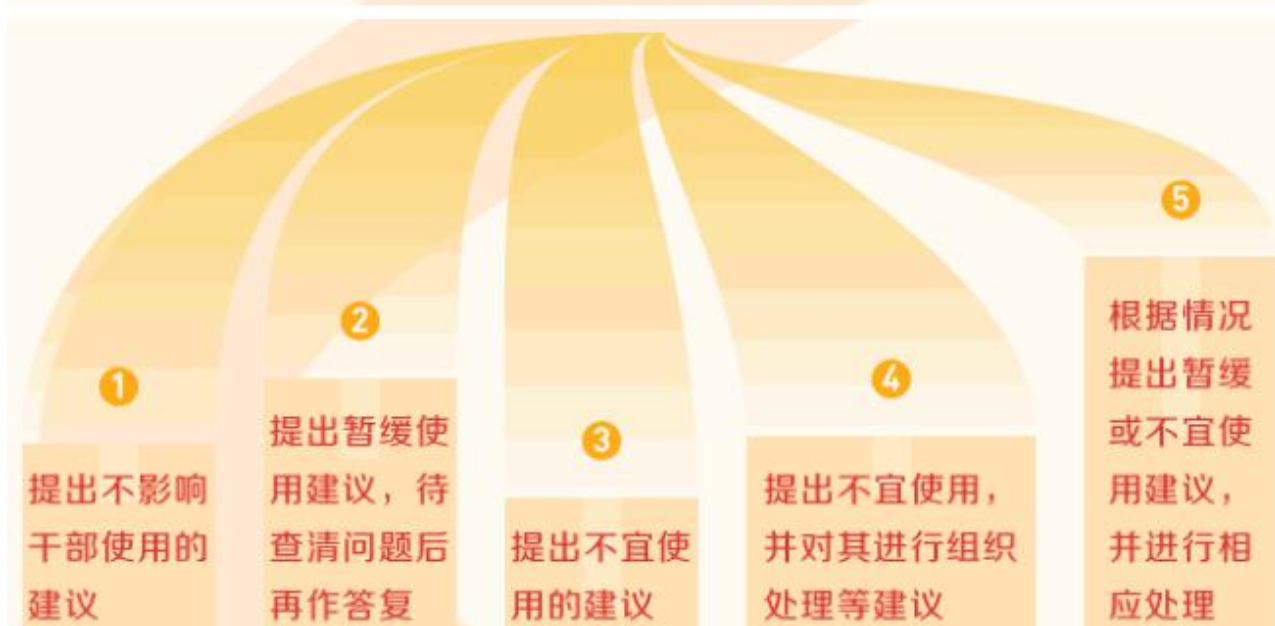 1
提出不影响
干部使用的
建议
2
提出暂缓使
用建议，待
查清问题后
再作答复
3
提出不宜使
用的建议
4
提出不宜使用，
并对其进行组织
处理等建议
5
根据情况
提出暂缓
或不宜使
用建议，
并进行相
应处理